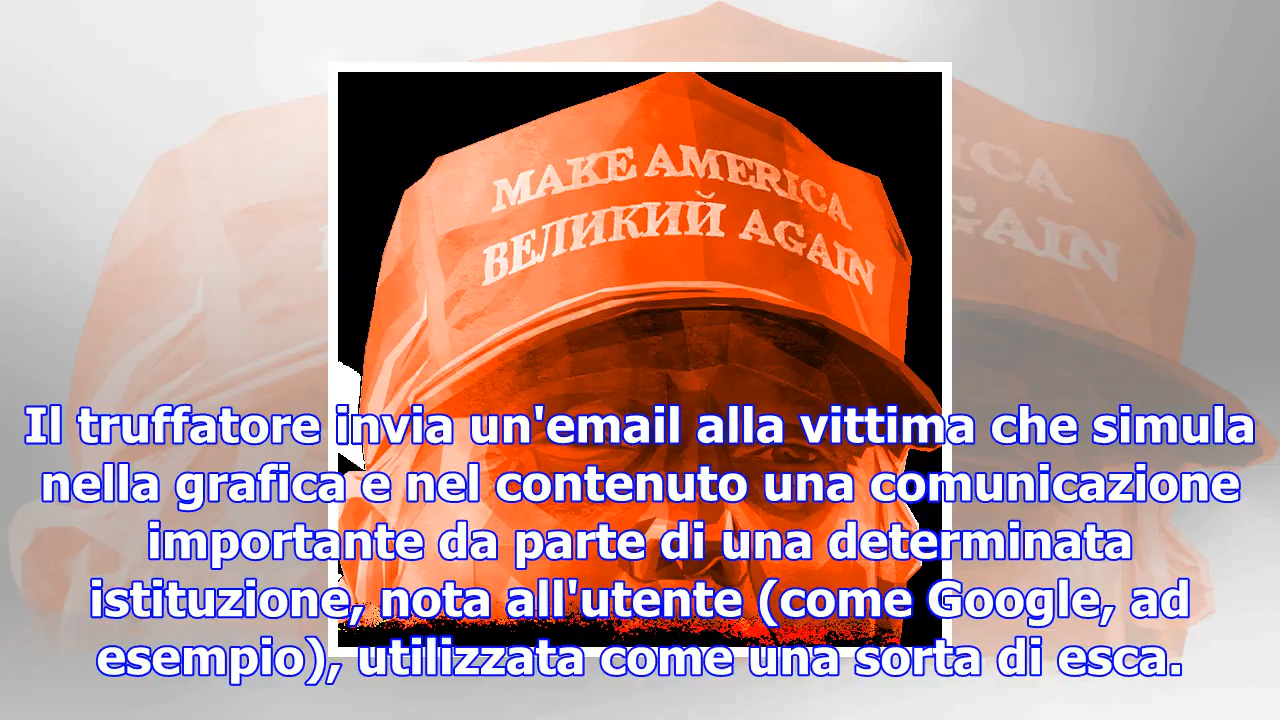 MAKE AMERICA
ВЕЛИКИЙ AGAIN
ICA
GAIN
Il truffatore invia un'email alla vittima che simula
nella grafica e nel contenuto una comunicazione
importante da parte di una determinata
istituzione, nota all'utente (come Google, ad
esempio), utilizzata come una sorta di esca.